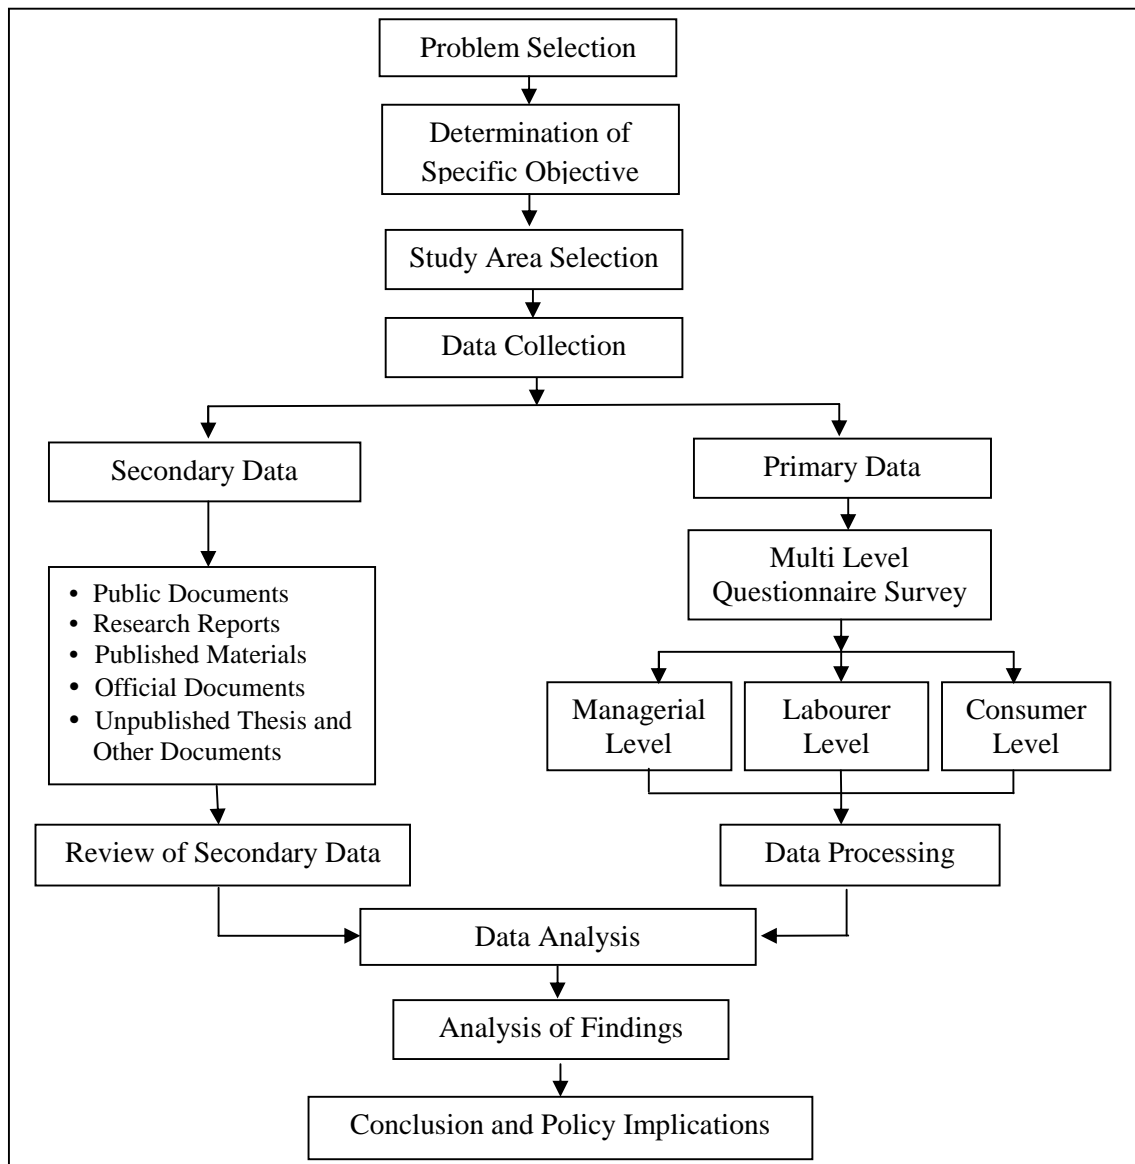 Problem Selection
Determination of
Specific Objective
Study Area Selection
Data Collection
Secondary Data
Primary Data
Multi Level
Questionnaire Survey
• Public Documents
• Research Reports
• Published Materials
• Official Documents
• Unpublished Thesis and
Other Documents
Managerial
Level
Labourer
Level
Consumer
Level
Review of Secondary Data
Data Processing
Data Analysis
Analysis of Findings
Conclusion and Policy Implications